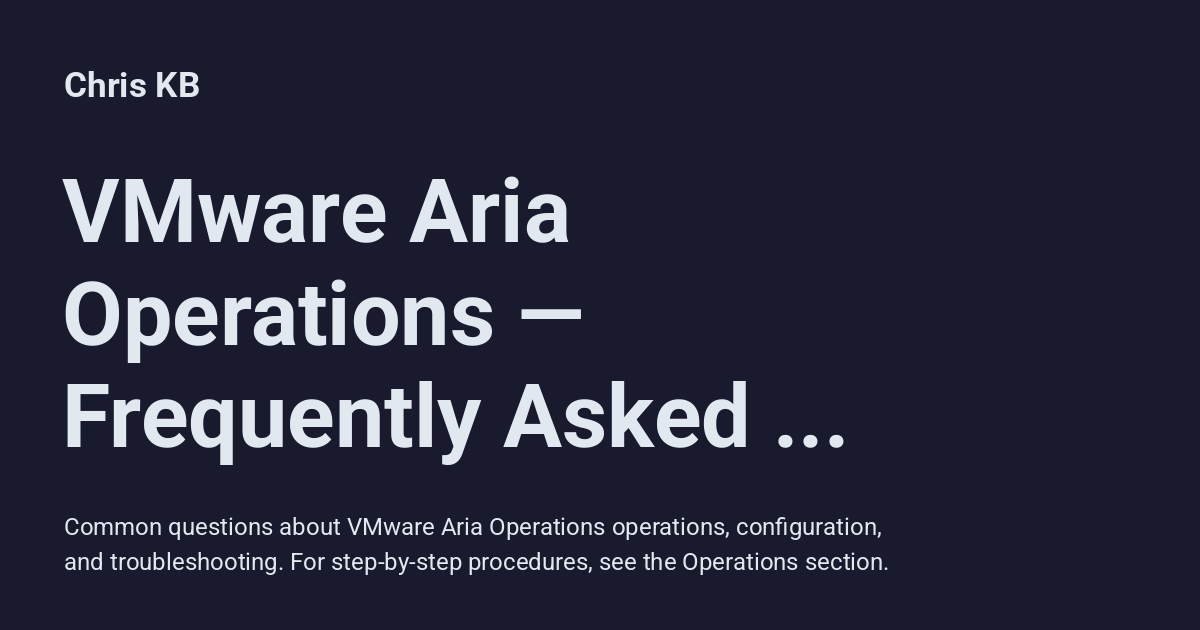 Chris KB
VMware Aria
Operations —
Frequently Asked ...
Common questions about VMware Aria Operations operations, configuration,
and troubleshooting. For step-by-step procedures, see the Operations section.